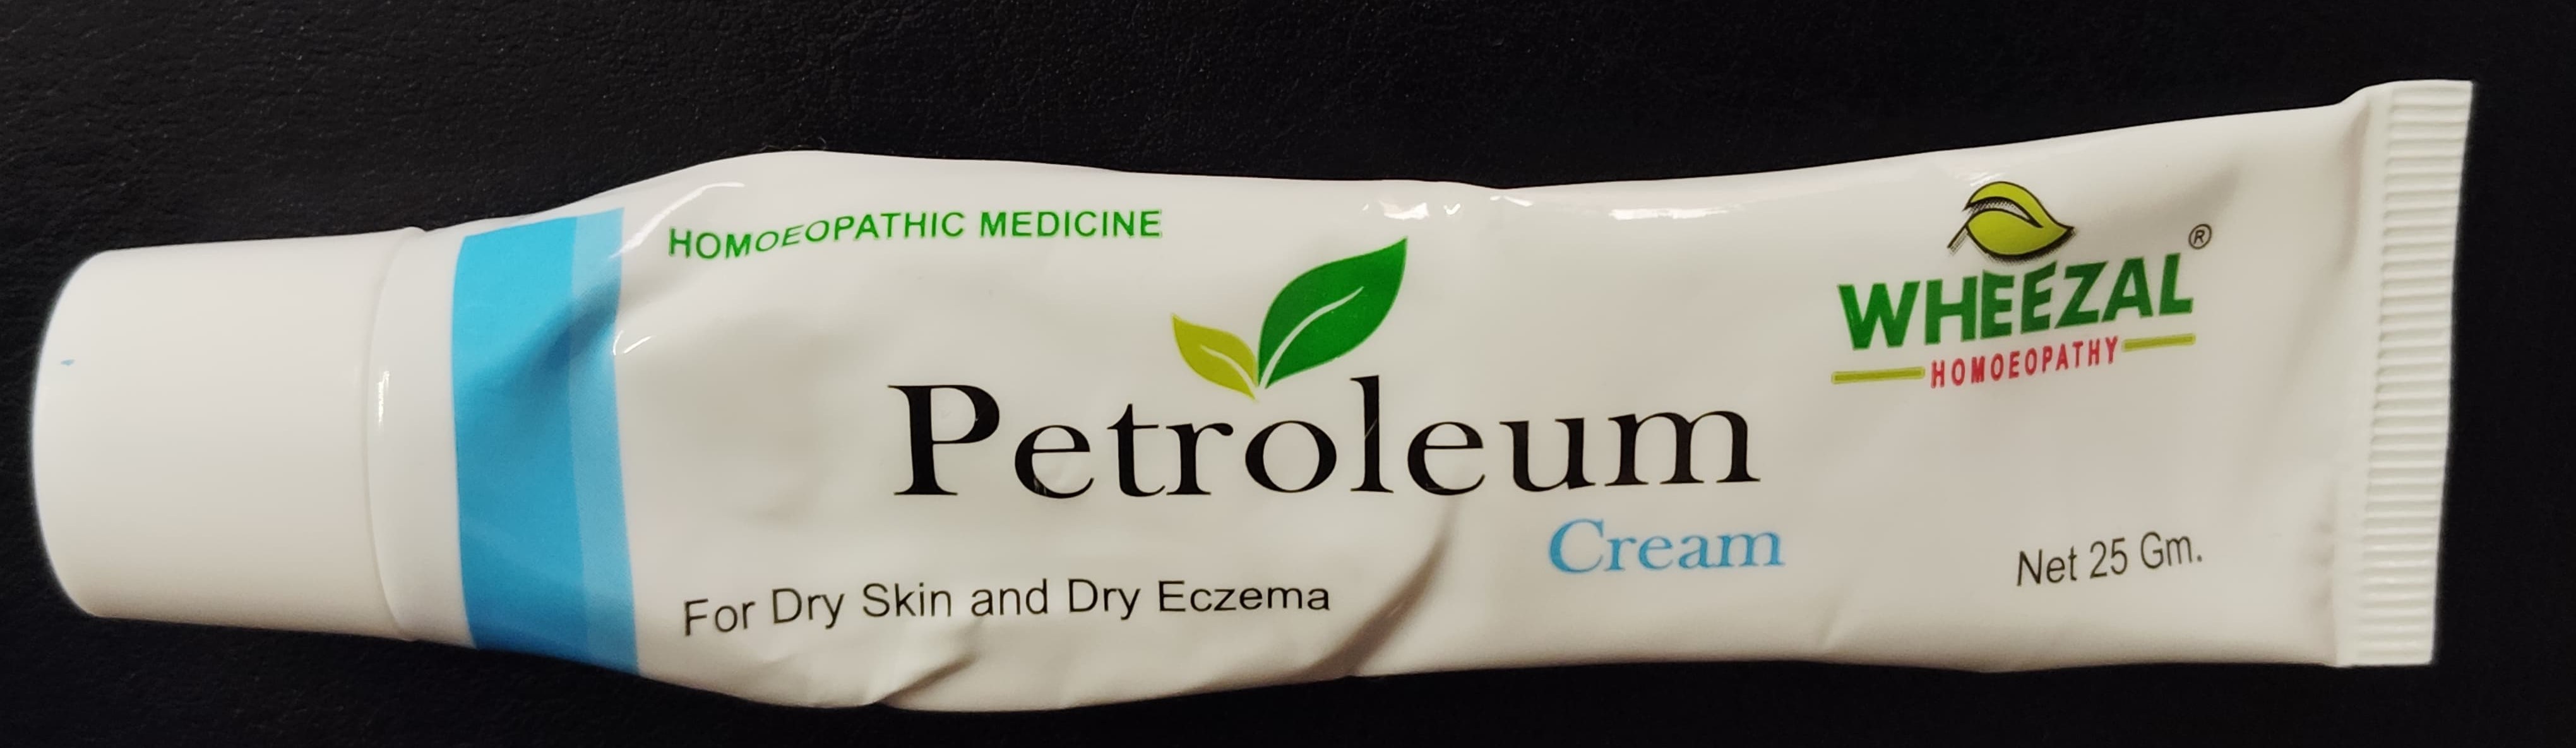 HOMOEOPATHIC MEDICINE
Petroleum
Cream
For Dry Skin and Dry Eczema
WHEEZAL®
HOMOEOPATHY
Net 25 Gm.